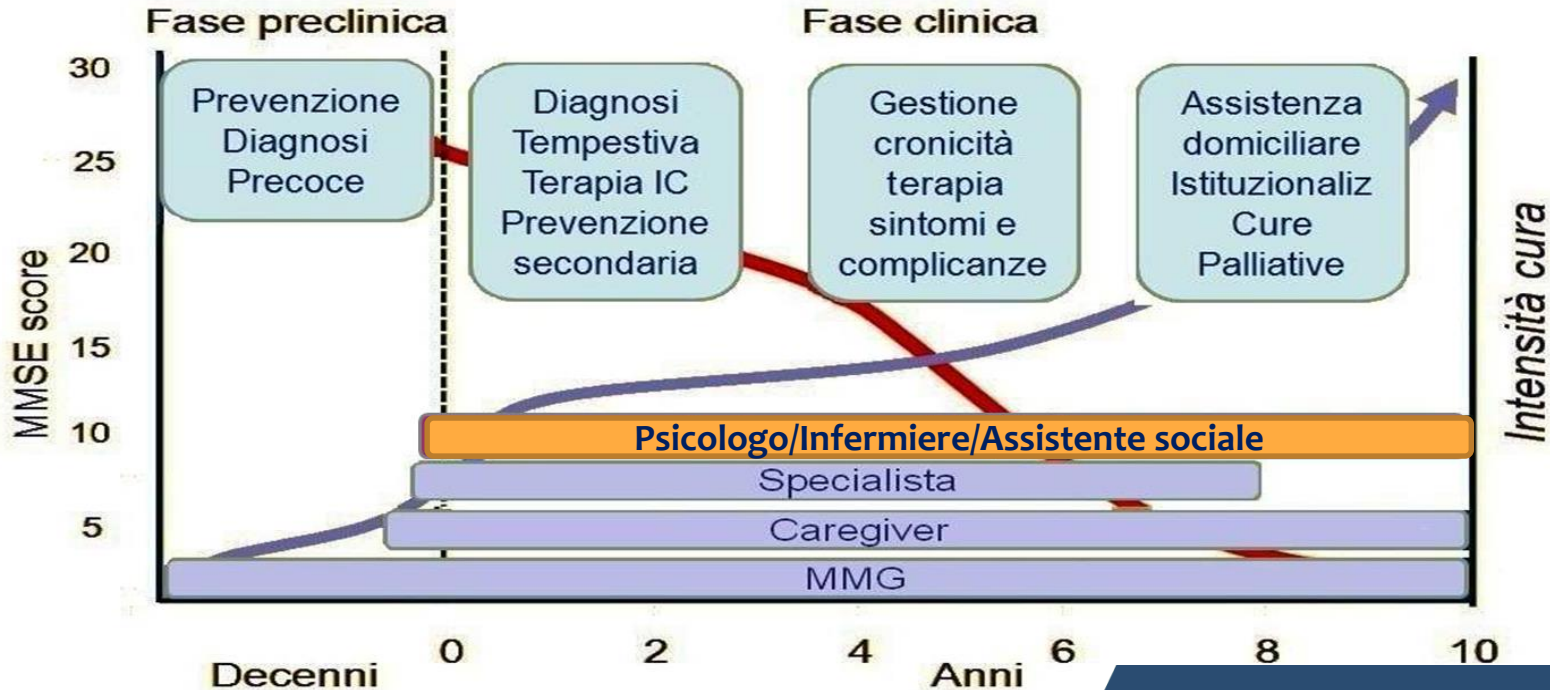 Fase preclinica
Fase clinica
30
25
20
15
10
5
MMSE score
Prevenzione
Diagnosi
Precoce
Diagnosi
Tempestiva
Terapia IC
Prevenzione
secondaria
Gestione
cronicità
terapia
sintomi e
complicanze
Assistenza
domiciliare
Istituzionaliz
Cure
Palliative
Intensità cura
Psicologo/Infermiere/Assistente sociale
Specialista
Caregiver
MMG
0
2
4
6
8
10
Decenni
Anni